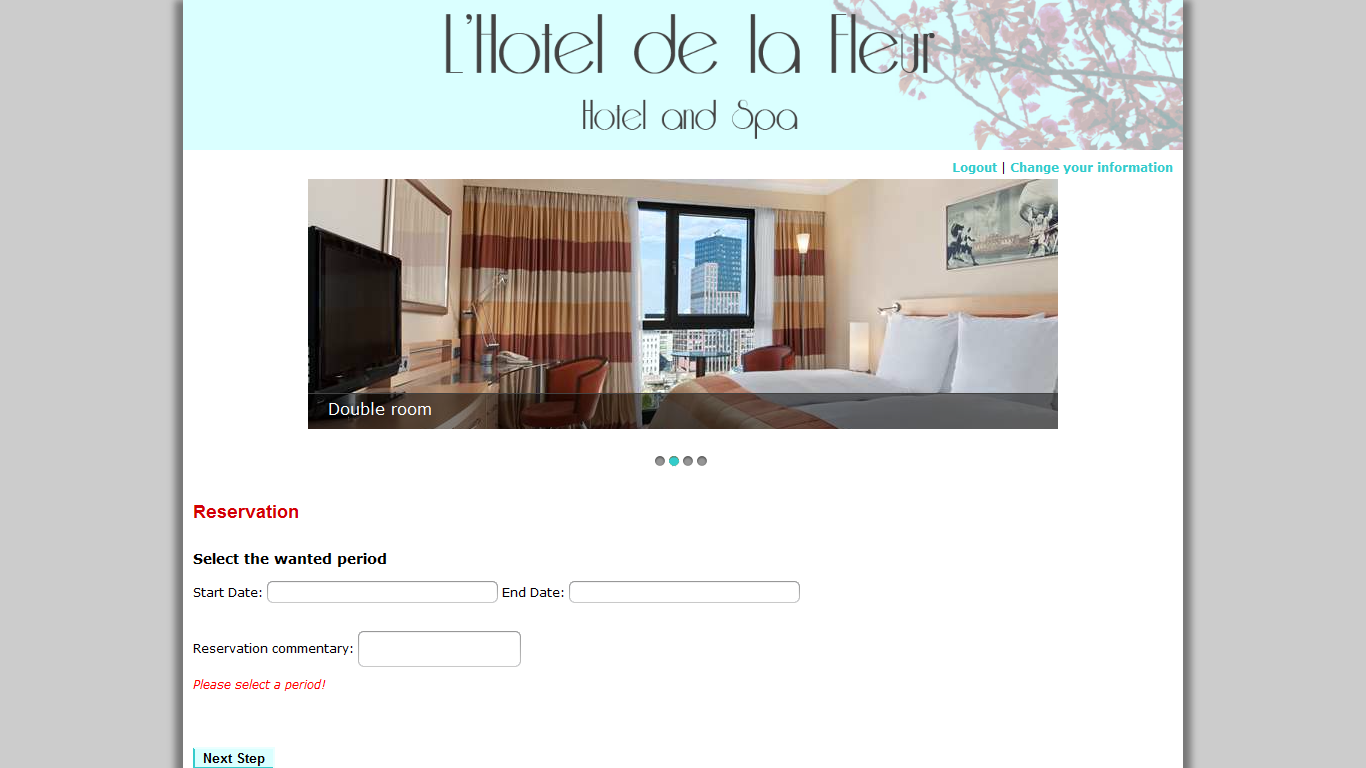 L'Hotel de la Fleur
Hotel and Spa
Logout | Change your information
Double room
Reservation
Select the wanted period
Start Date: End Date:
Reservation commentary:
Please select a period!
Next Step